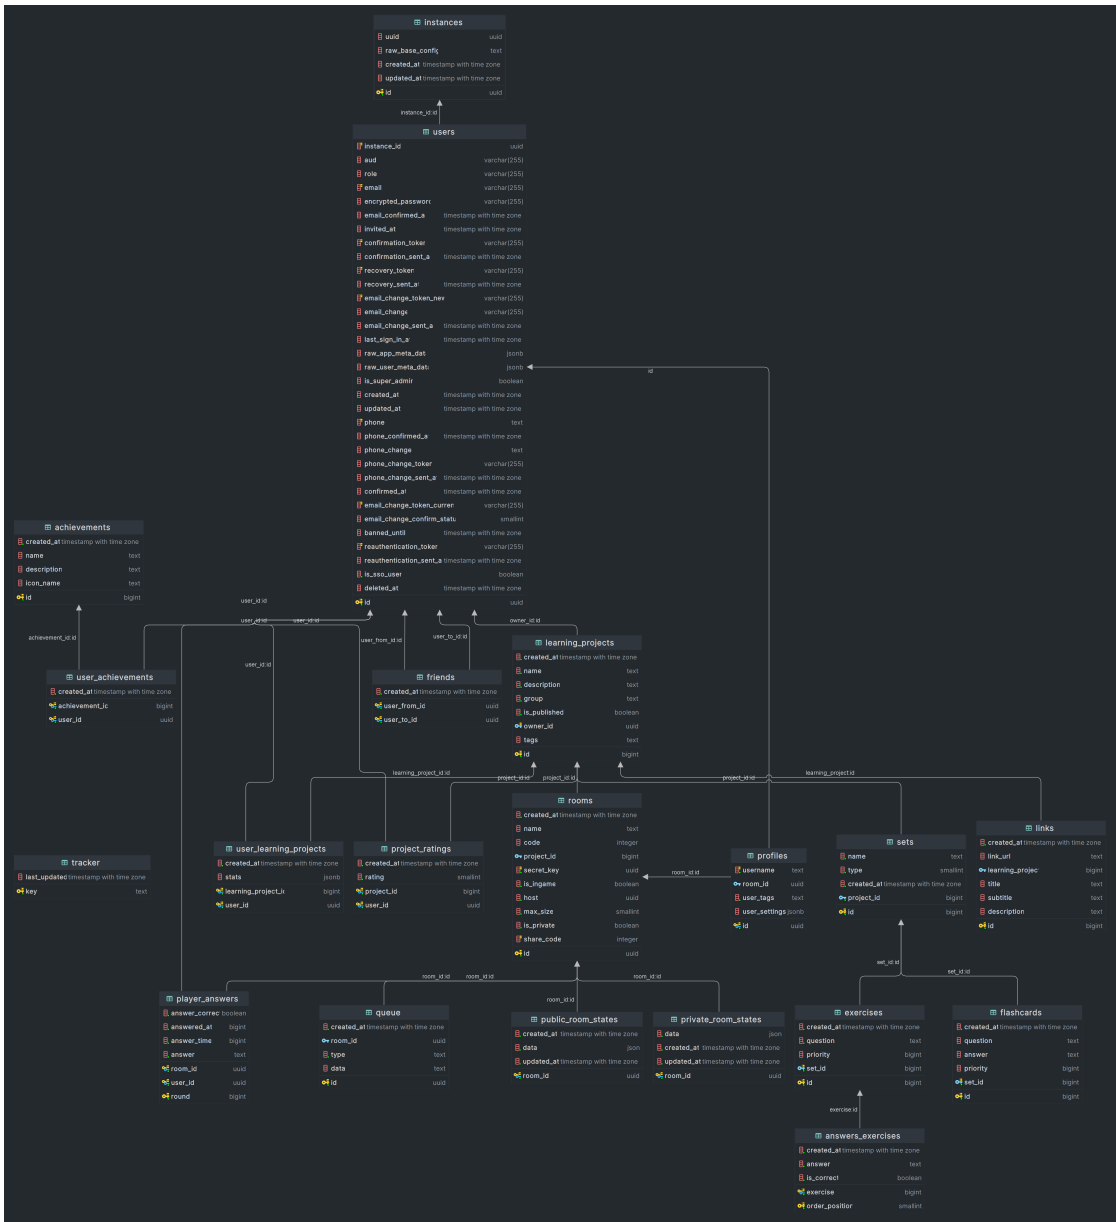 instances
uuid uuid
raw_base_config text
created_at timestamp with time zone
updated_at timestamp with time zone
id uuid
instance_id:id
users
instance_id uuid
aud varchar(255)
role varchar(255)
email varchar(255)
encrypted_password varchar(255)
email_confirmed_a timestamp with time zone
invited_at timestamp with time zone
confirmation_token varchar(255)
confirmation_sent_a timestamp with time zone
recovery_token varchar(255)
recovery_sent_at timestamp with time zone
email_change_token_new varchar(255)
email_change varchar(255)
email_change_sent_a timestamp with time zone
last_sign_in_a timestamp with time zone
raw_app_meta_dat jsonb
raw_user_meta_data jsonb
is_super_admin boolean
created_at timestamp with time zone
updated_at timestamp with time zone
phone text
phone_confirmed_a timestamp with time zone
phone_change text
phone_change_token varchar(255)
phone_change_sent_a timestamp with time zone
confirmed_at timestamp with time zone
email_change_token_curren varchar(255)
email_change_confirm_statu smallint
banned_until timestamp with time zone
reauthentication_token varchar(255)
reauthentication_sent_a timestamp with time zone
is_sso_user boolean
deleted_at timestamp with time zone
id uuid
id
achievements
created_at timestamp with time zone
name text
description text
icon_name text
id bigint
user_id:id
user_id:id
user_id:id
user_id:id
achievement_id:id
user_from_id:id
user_to_id:id
owner_id:id
user_achievements
created_at timestamp with time zone
achievement_id bigint
user_id uuid
friends
created_at timestamp with time zone
user_from_id uuid
user_to_id uuid
learning_projects
created_at timestamp with time zone
name text
description text
group text
is_published boolean
owner_id uuid
tags text
id bigint
learning_project_id:id
project_id:id
project_id:id
project_id:id
learning_project:id
tracker
last_updated timestamp with time zone
key text
user_learning_projects
created_at timestamp with time zone
stats jsonb
learning_project_id bigint
user_id uuid
project_ratings
created_at timestamp with time zone
rating text
project_id bigint
user_id uuid
rooms
created_at timestamp with time zone
name text
code integer
project_id bigint
secret_key uuid
is_ingame boolean
host uuid
max_size smallint
is_private boolean
share_code integer
id uuid
room_id:id
profiles
username text
room_id uuid
user_tags text
user_settings jsonb
id uuid
sets
name text
type smallint
created_at timestamp with time zone
project_id bigint
id bigint
links
created_at timestamp with time zone
link_url text
learning_projec bigint
title text
subtitle text
description text
id bigint
room_id:id
room_id:id
room_id:id
room_id:id
set_id:id
set_id:id
player_answers
answer_correc boolean
answered_at bigint
answer_time bigint
answer text
room_id uuid
user_id uuid
round bigint
queue
created_at timestamp with time zone
room_id uuid
type text
data text
id uuid
public_room_states
created_at timestamp with time zone
data json
updated_at timestamp with time zone
room_id uuid
private_room_states
data json
created_at timestamp with time zone
updated_at timestamp with time zone
room_id uuid
exercises
created_at timestamp with time zone
question text
priority bigint
set_id bigint
id bigint
flashcards
created_at timestamp with time zone
question text
answer text
priority bigint
set_id bigint
id bigint
exercise:id
answers_exercises
created_at timestamp with time zone
answer text
is_correct boolean
exercise bigint
order_position smallint